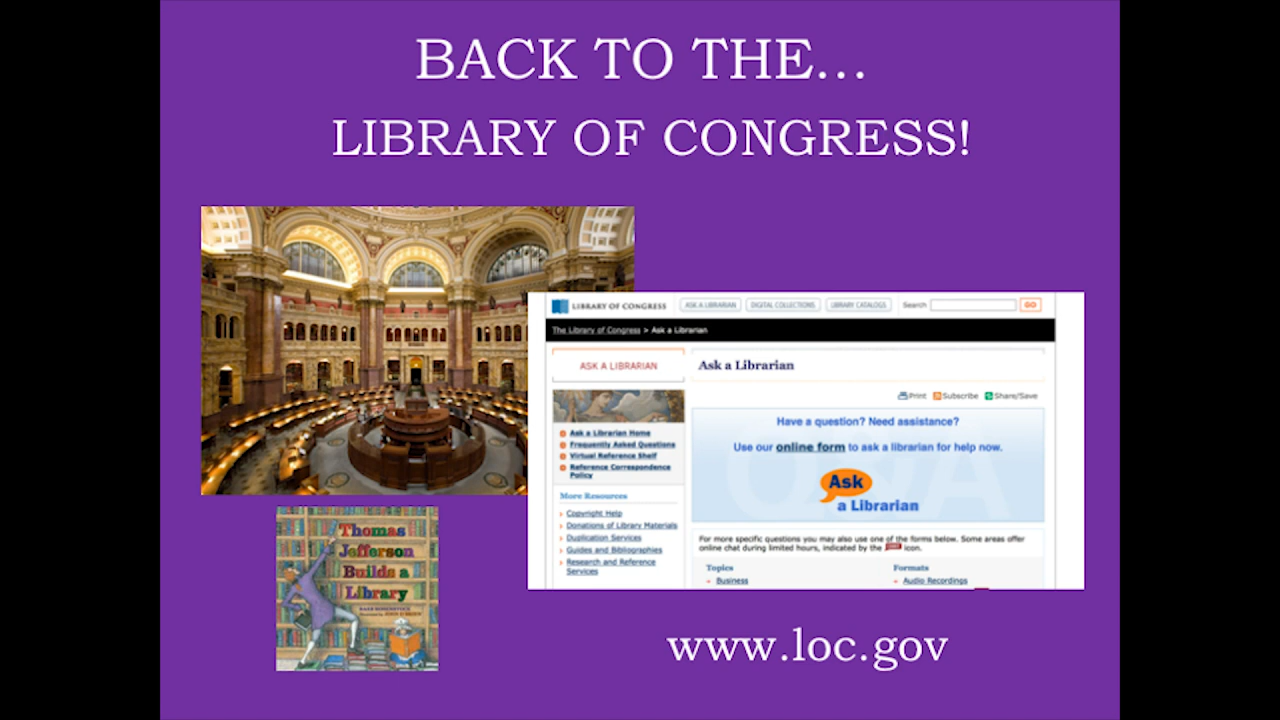 BACK TO THE...
LIBRARY OF CONGRESS!
LIBRARY OF CONGRESS
ASK A LIBRARIAN
DIGITAL COLLECTIONS
LIBRARY CATALOGS
Search
GO
The Library of Congress > Ask a Librarian
ASK A LIBRARIAN
Ask a Librarian Home
Frequently Asked Questions
Virtual Reference Shelf
Reference Correspondence
Policy
More Resources
Copyright Help
Donations of Library Materials
Duplication Services
Guides and Bibliographies
Research and Reference
Services
Ask a Librarian
Print Subscribe Share/Save
Have a question? Need assistance?
Use our online form to ask a librarian for help now.
Ask
a Librarian
For more specific questions you may also use one of the forms below. Some areas offer
online chat during limited hours, indicated by the icon.
Topics
Business
Formats
Audio Recordings
Thomas
Jefferson
Builds a
Library
BARB ROSENSTOCK
www.loc.gov